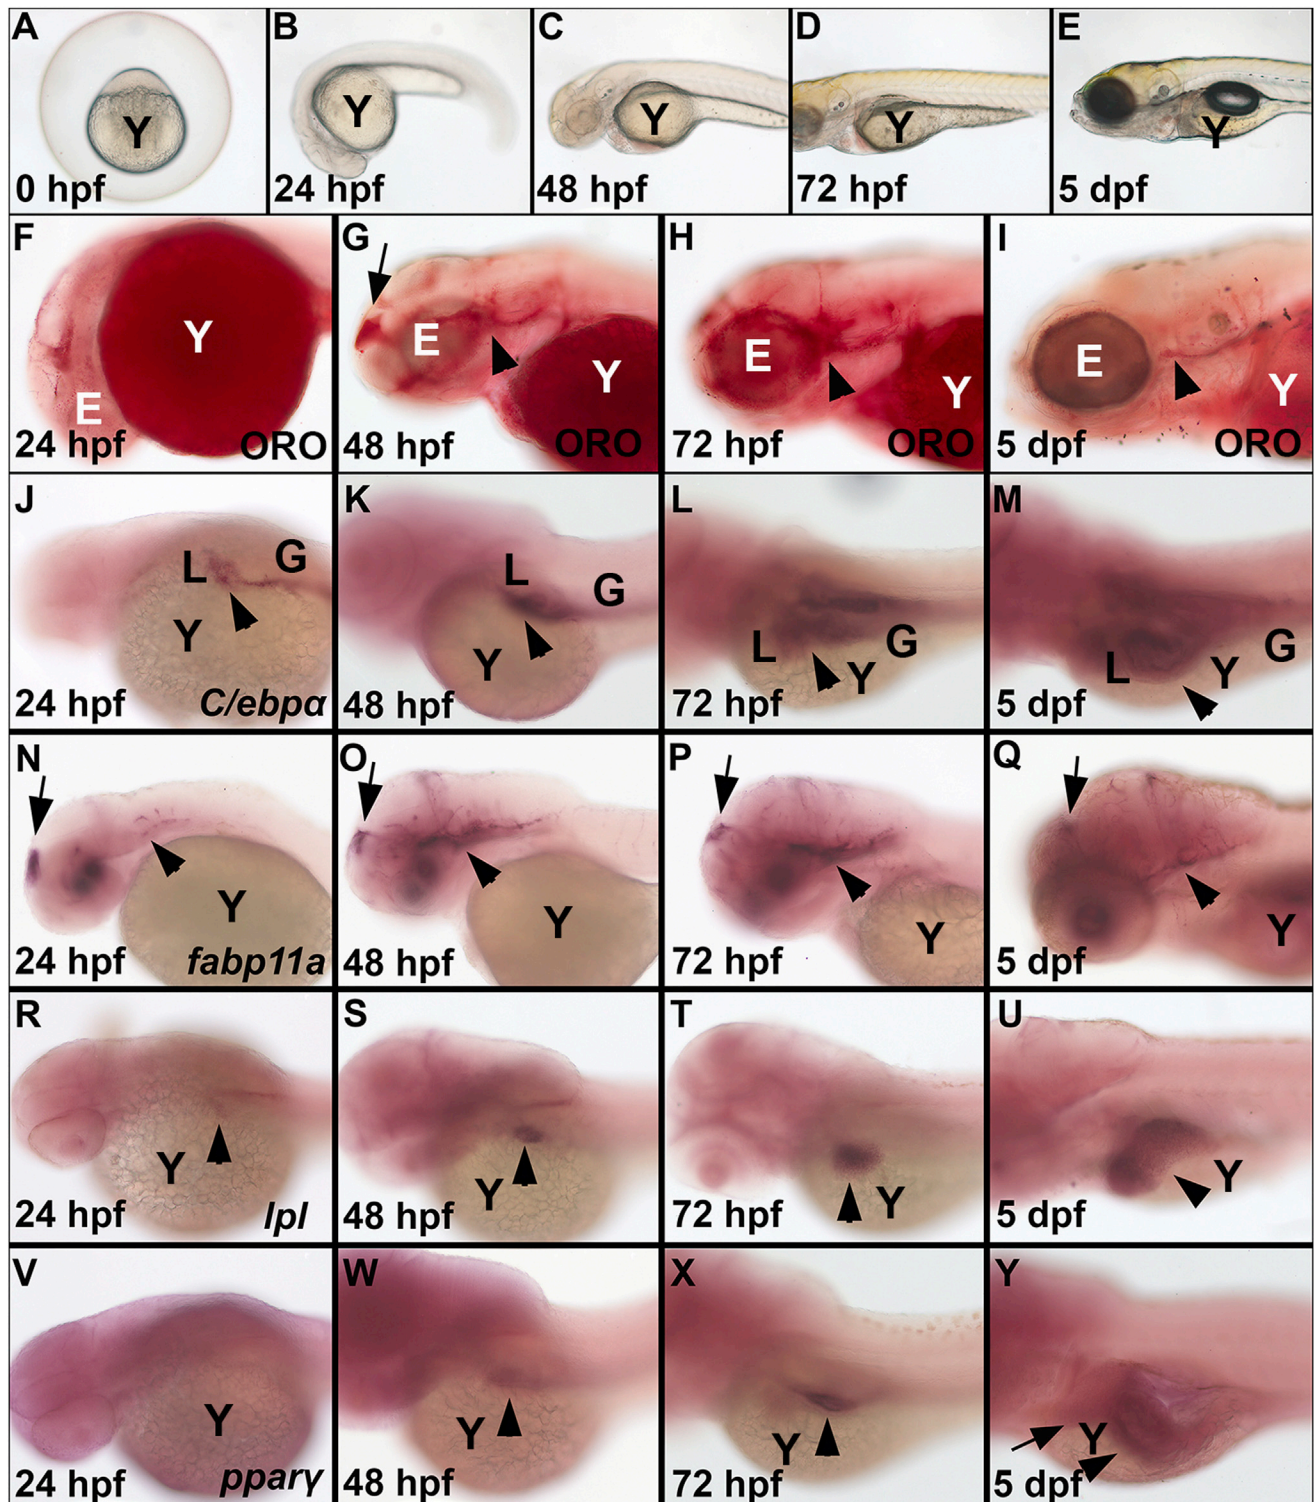 A B C D E
Y Y Y Y Y
0 hpf 24 hpf 48 hpf 72 hpf 5 dpf
F G H I
Y E E E
E Y Y Y
24 hpf ORO 48 hpf ORO 72 hpf ORO 5 dpf ORO
J K L M
L G L G L G L G
Y Y Y Y
24 hpf C/ebpα 48 hpf 72 hpf 5 dpf
N O P Q
Y Y Y Y
24 hpf fabp11a 48 hpf 72 hpf 5 dpf
R S T U
Y Y Y Y
24 hpf lpl 48 hpf 72 hpf 5 dpf
V W X Y
Y Y Y Y
24 hpf pparγ 48 hpf 72 hpf 5 dpf